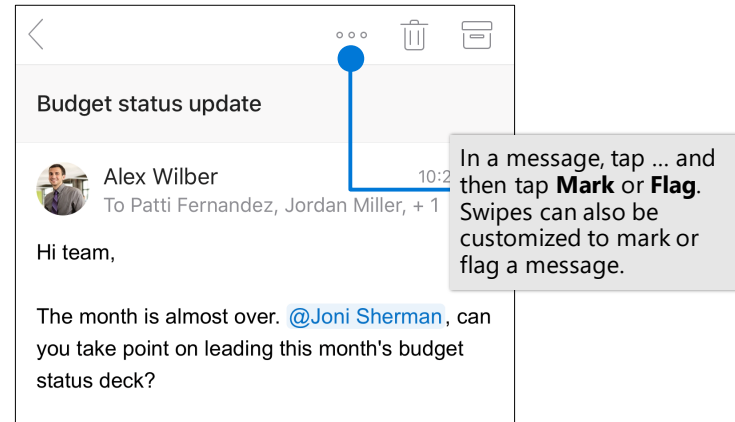 Budget status update
Alex Wilber
To Patti Fernandez, Jordan Miller, + 1
Hi team,
The month is almost over. @Joni Sherman, can
you take point on leading this month's budget
status deck?
In a message, tap ... and
then tap Mark or Flag.
Swipes can also be
customized to mark or
flag a message.